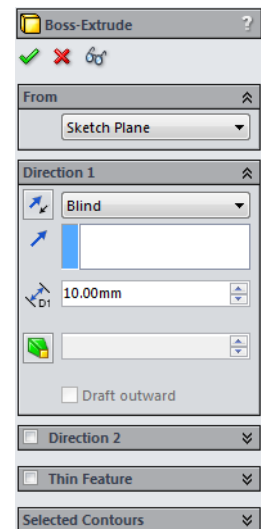 Boss-Extrude ?
From
Sketch Plane
Direction 1
Blind
D1 10.00mm
Draft outward
Direction 2
Thin Feature
Selected Contours